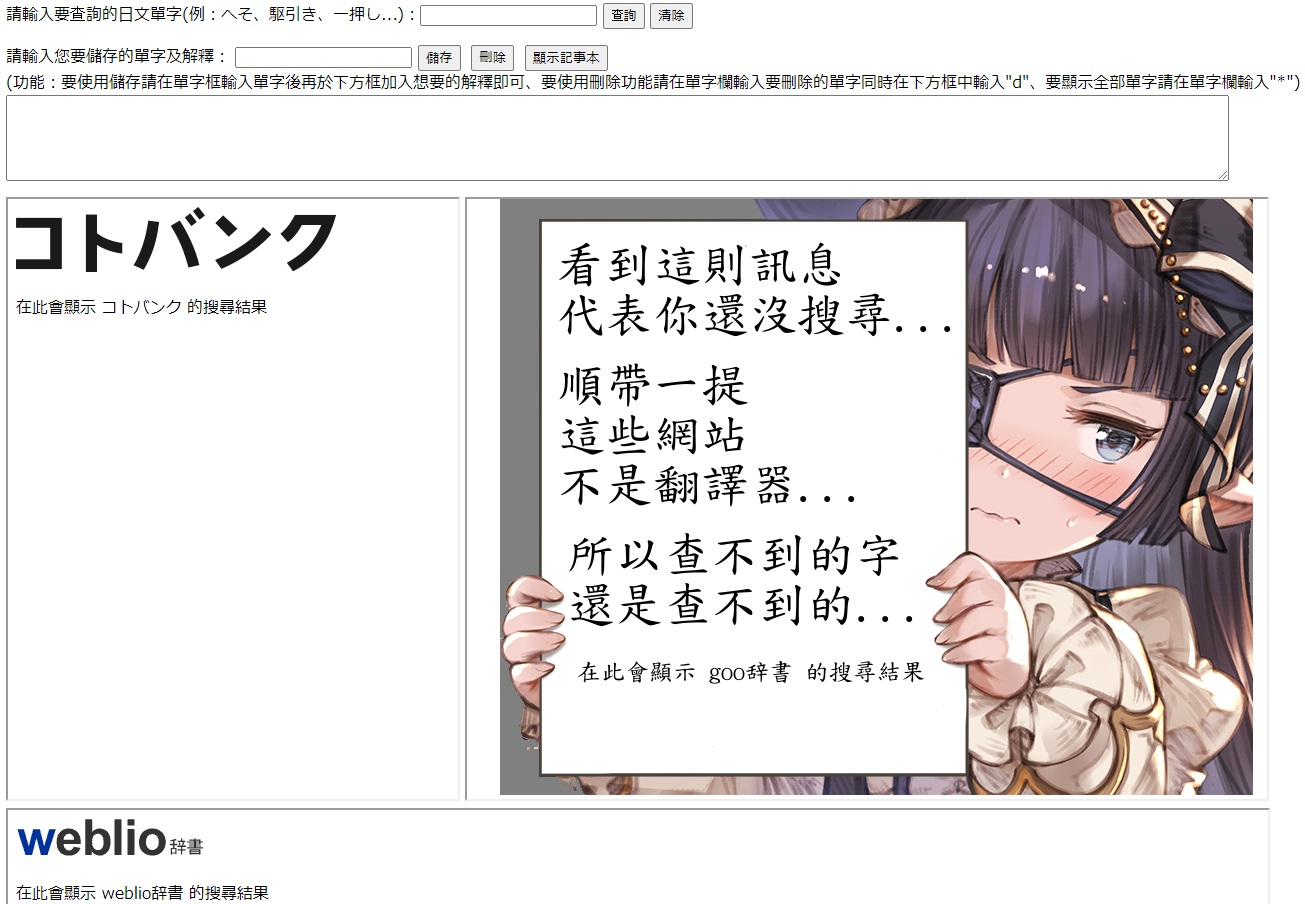 請輸入要查詢的日文單字(例：へそ、駆引き、一押し...)： 查詢 清除
請輸入您要儲存的單字及解釋： 儲存 刪除 顯示記事本
(功能：要使用儲存請在單字框輸入單字後再於下方框加入想要的解釋即可、要使用刪除功能請在單字欄輸入要刪除的單字同時在下方框中輸入"d"、要顯示全部單字請在單字欄輸入"*")
コトバンク
在此會顯示 コトバンク 的搜尋結果
看到這則訊息
代表你還沒搜尋...
順帶一提
這些網站
不是翻譯器...
所以查不到的字
還是查不到的...
在此會顯示 goo辞書 的搜尋結果
weblio辞書
在此會顯示 weblio辞書 的搜尋結果